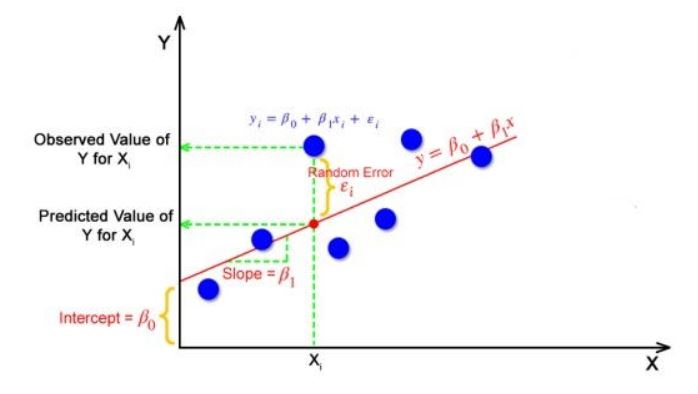 Y
y_i = β_0 + β_1x_i + ε_i
y = β_0 + β_1x
Observed Value of
Y for X_i
Random Error
ε_i
Predicted Value of
Y for X_i
Slope = β_1
Intercept = β_0
X_i
X